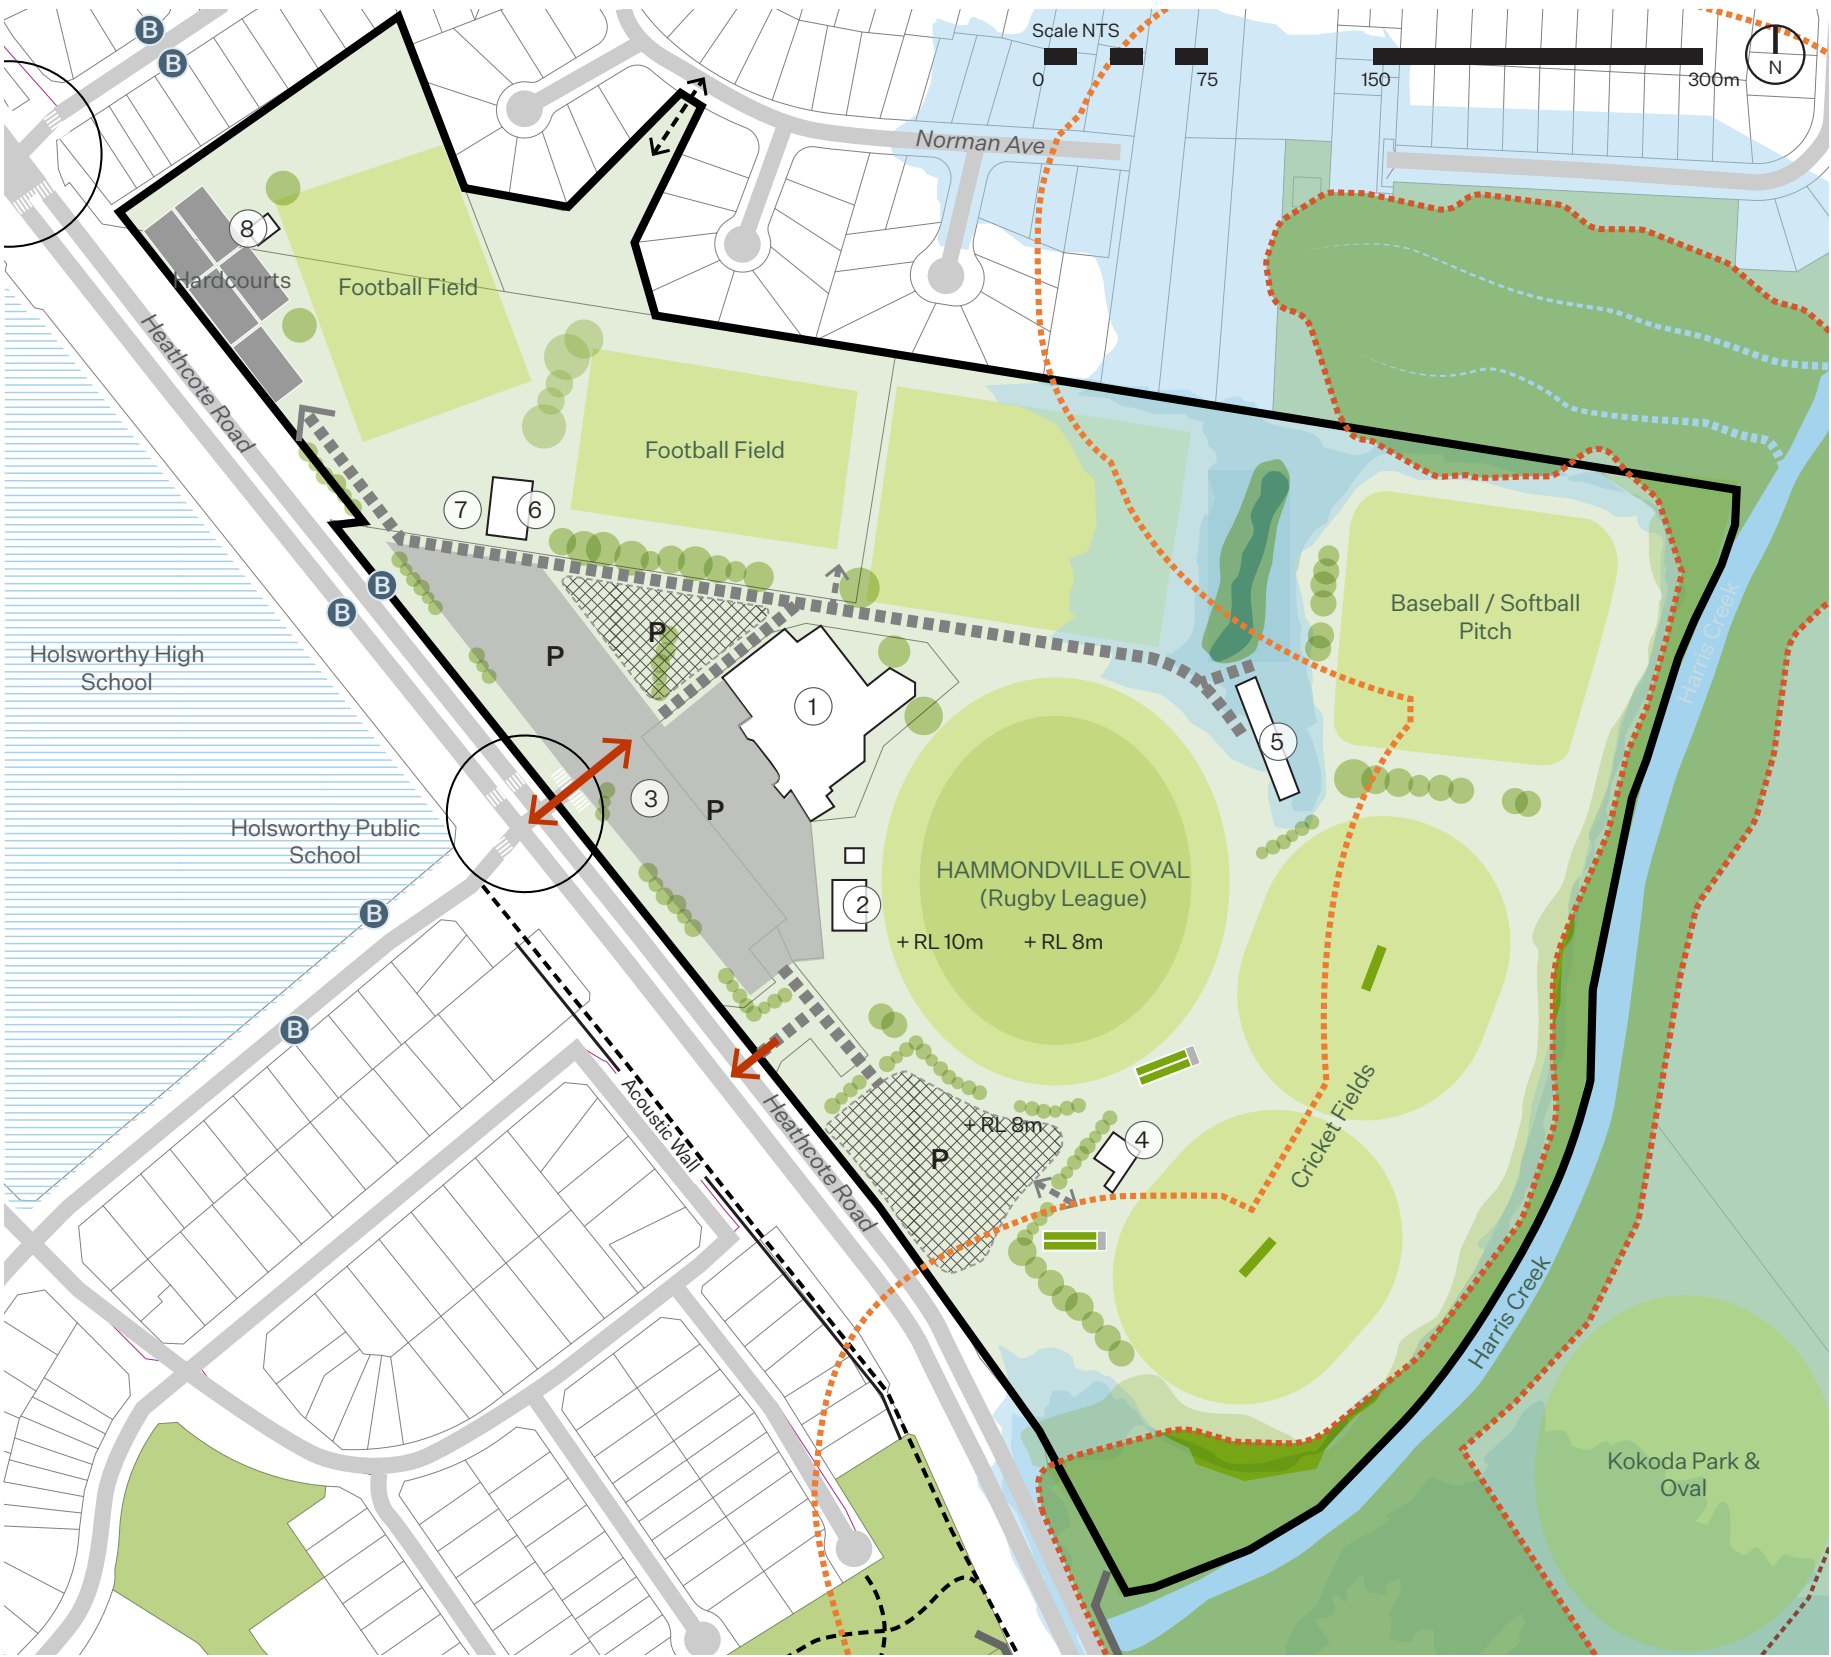 B
B
Scale NTS
0
75
150
300m
N
Norman Ave
8
Hardcourts
Football Field
Heathcote Road
Football Field
7
6
B
B
P
P
Baseball / Softball
Pitch
Harris Creek
Holsworthy High
School
1
5
3
P
Holsworthy Public
School
HAMMONDVILLE OVAL
(Rugby League)
2
B
+ RL 10m
+ RL 8m
B
Acoustic Wall
Heathcote Road
+ RL 8m
P
4
Cricket Fields
Harris Creek
Kokoda Park &
Oval